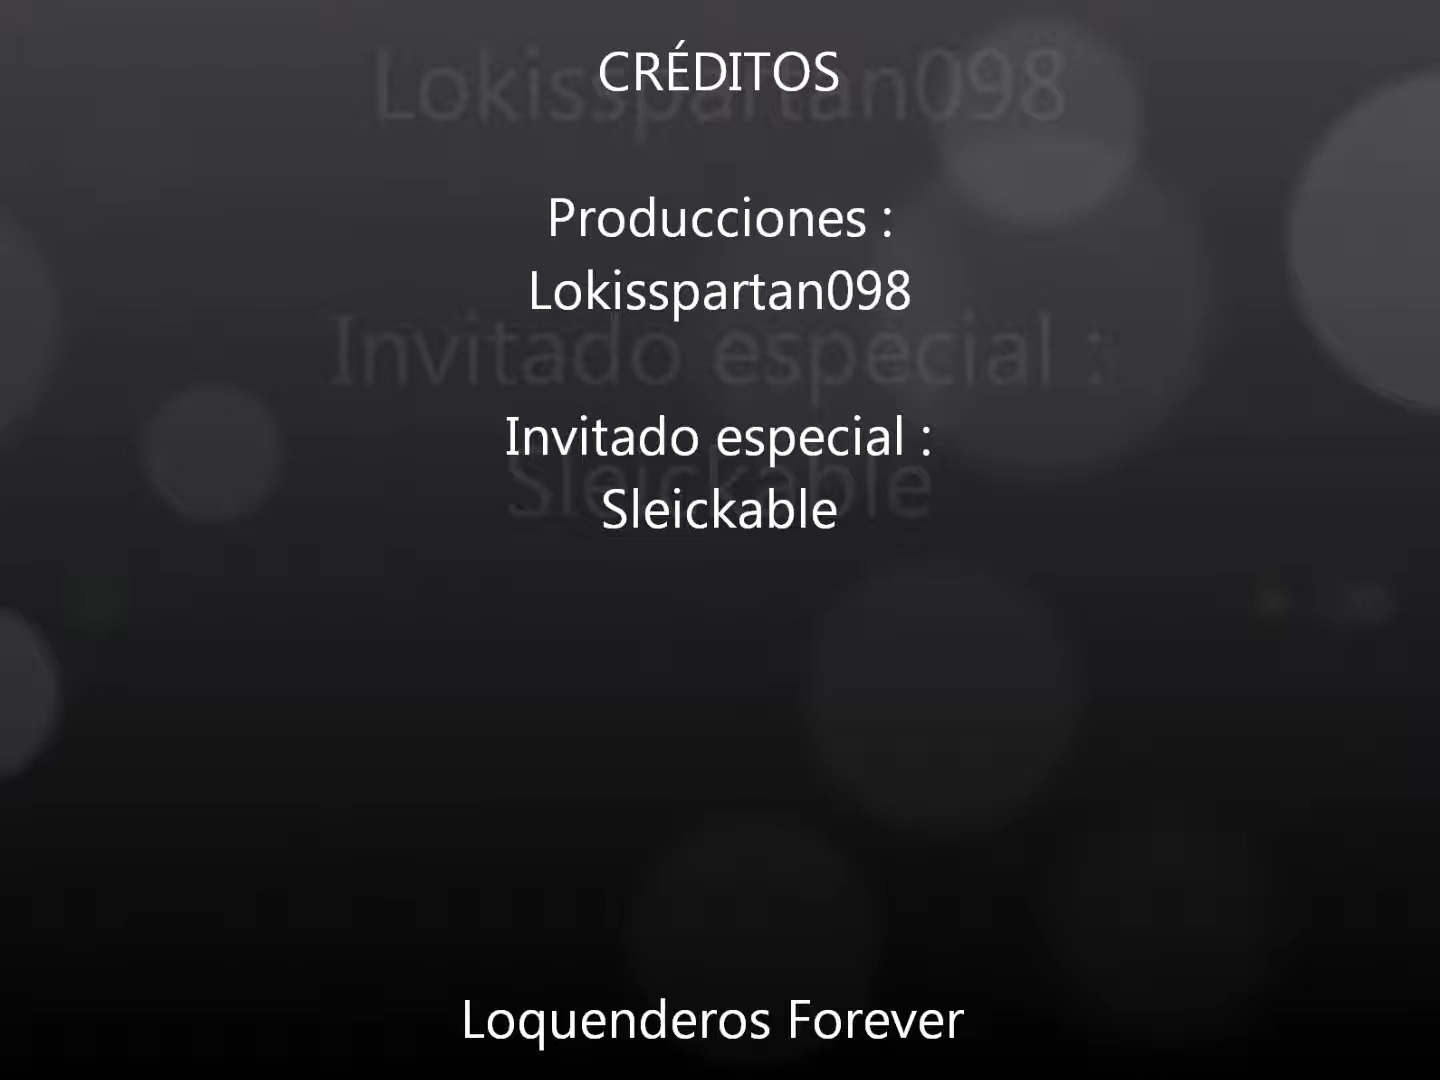 CRÉDITOS
Producciones :
Lokisspartan098
Invitado especial :
Sleickable
Loquenderos Forever